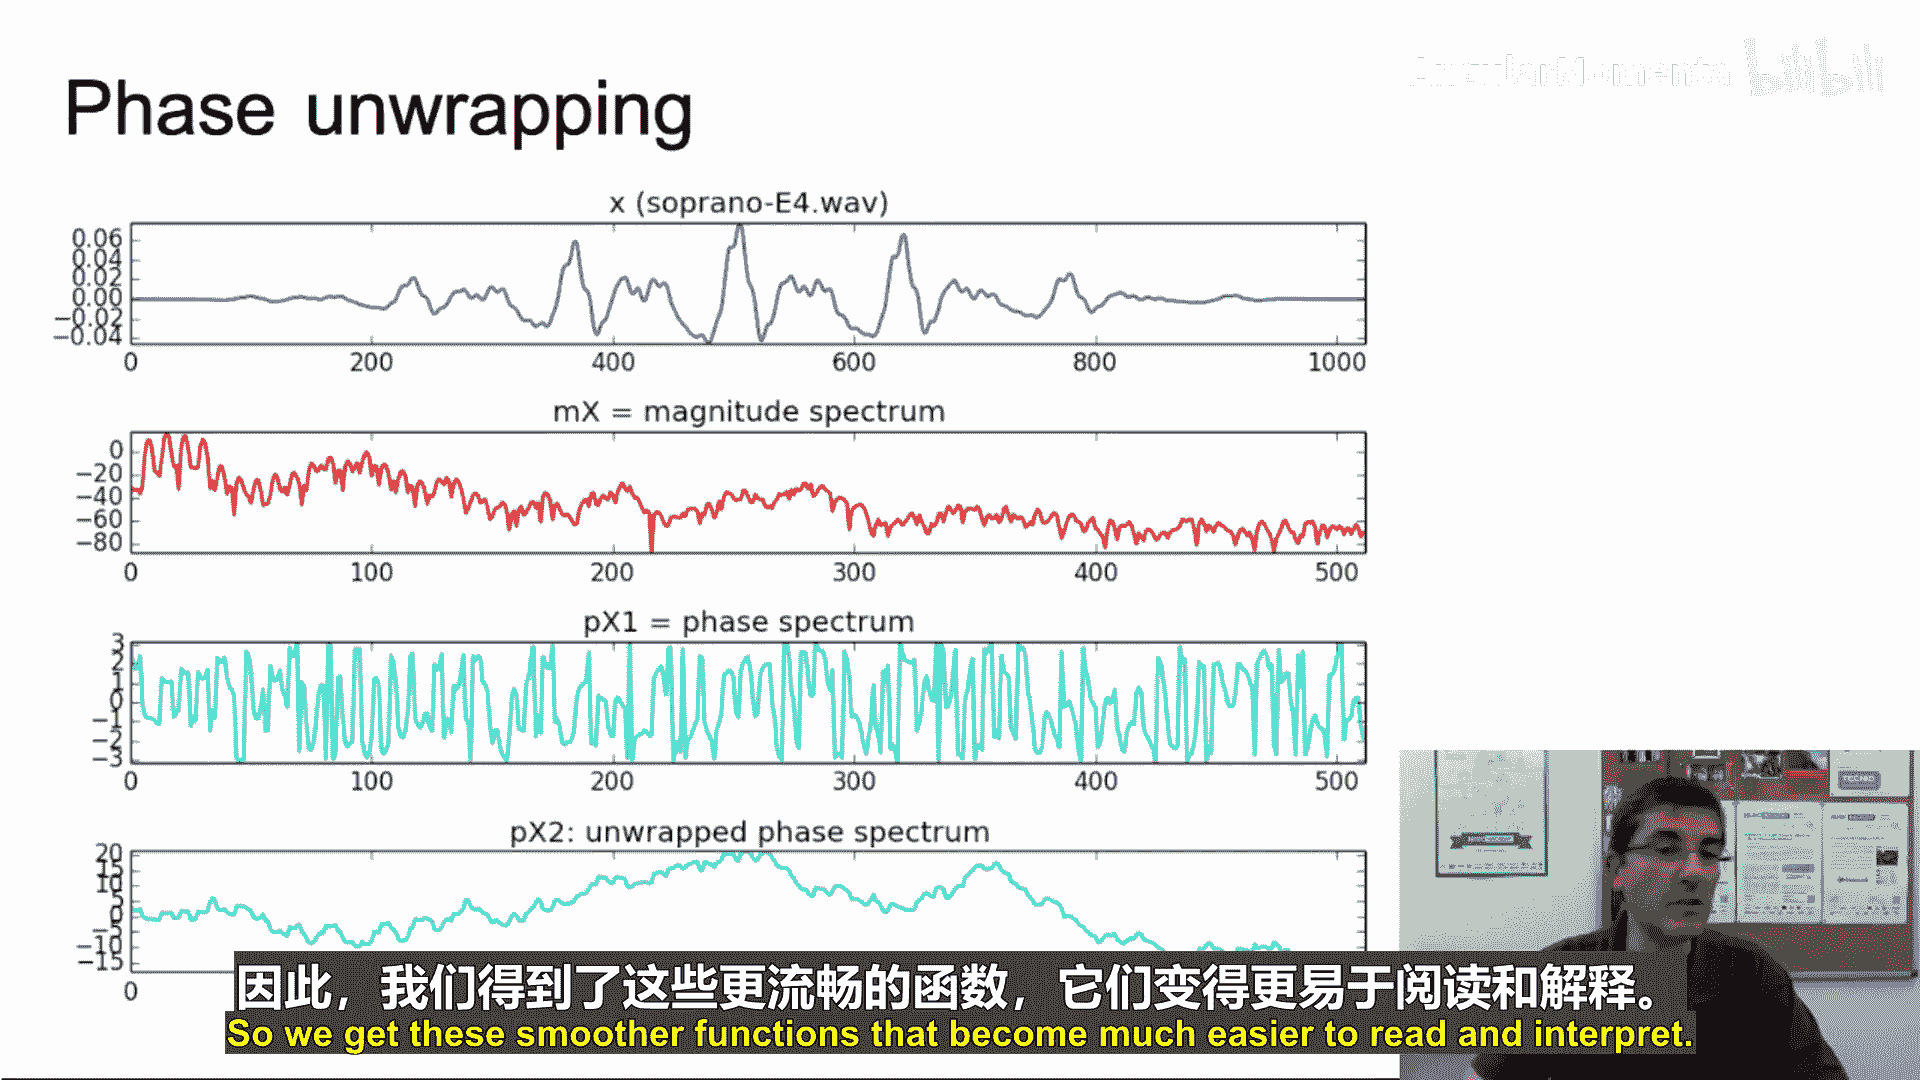 Phase unwrapping
bilibili
x (soprano-E4.wav)
0.06
0.04
0.02
0.00
−0.02
−0.04
0 200 400 600 800 1000
mX = magnitude spectrum
0
−20
−40
−60
−80
0 100 200 300 400 500
pX1 = phase spectrum
3
2
1
0
−1
−2
−3
0 100 200 300 400 500
pX2: unwrapped phase spectrum
20
15
10
5
0
−5
−10
−15
0
因此，我们得到了这些更流畅的函数，它们变得更易于阅读和解释。
So we get these smoother functions that become much easier to read and interpret.